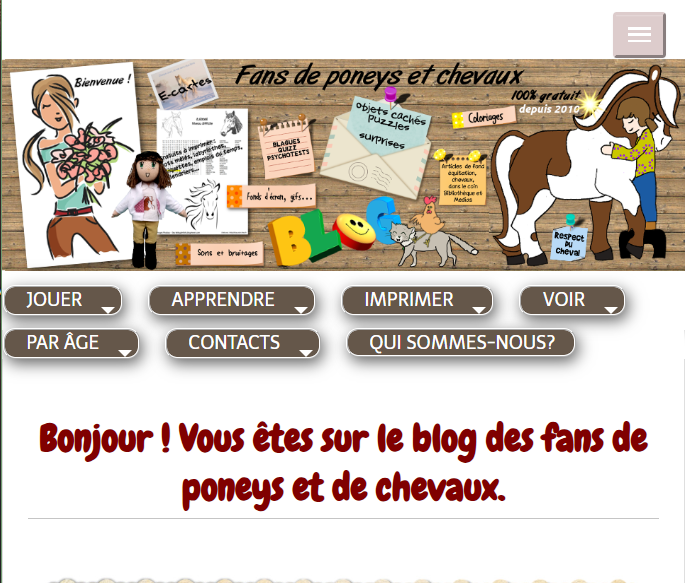 Bienvenue !
E-cartes
Fans de poneys et chevaux
100% gratuit
depuis 2010
objets cachés
puzzles
surprises
Coloriages
BLAGUES
QUIZZ
PSYCHOTESTS
Articles de fond
équitation,
chevaux,
dans le coin
Bibliothèque et
Médias
Fonds d'écran, gifs...
Sons et bruitages
BLOG
RESPECT
DU
CHEVAL
JOUER
APPRENDRE
IMPRIMER
VOIR
PAR ÂGE
CONTACTS
QUI SOMMES-NOUS?
Bonjour ! Vous êtes sur le blog des fans de
poneys et de chevaux.